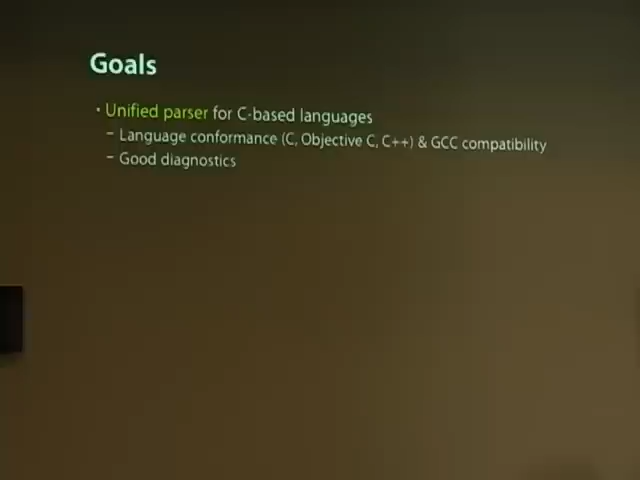 Goals
• Unified parser for C-based languages
– Language conformance (C, Objective C, C++) & GCC compatibility
– Good diagnostics